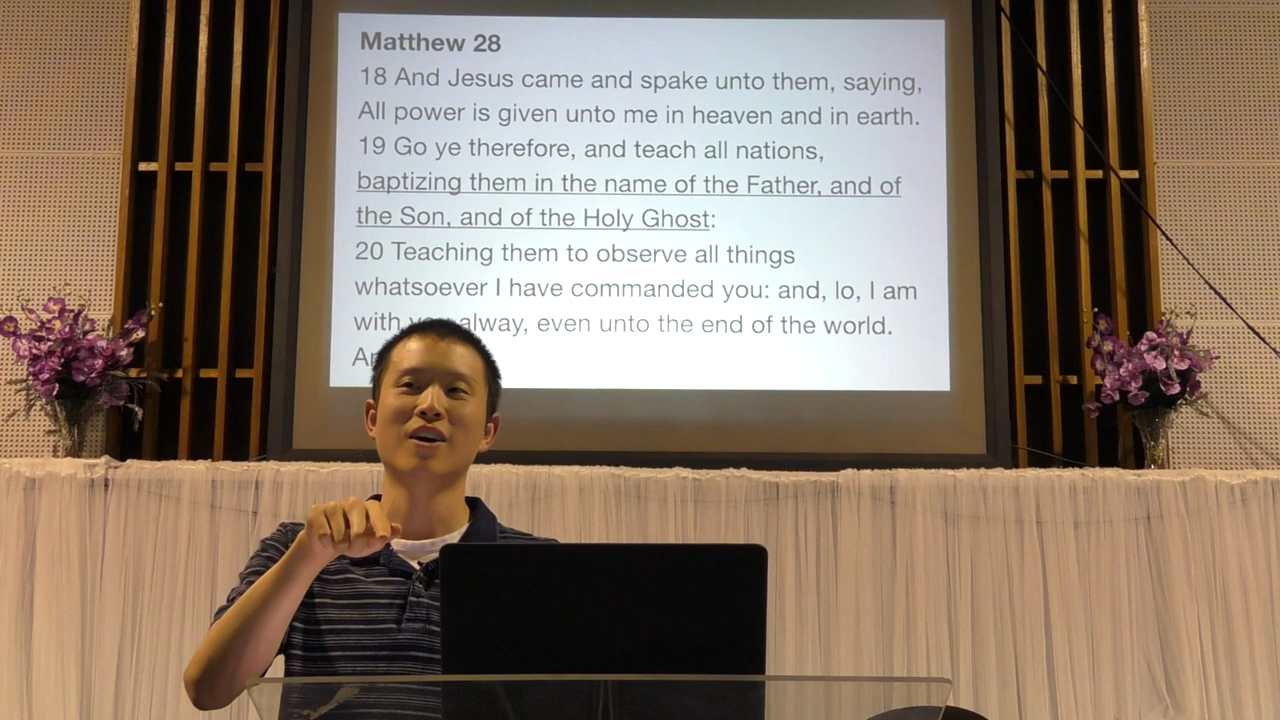 Matthew 28
18 And Jesus came and spake unto them, saying,
All power is given unto me in heaven and in earth.
19 Go ye therefore, and teach all nations,
baptizing them in the name of the Father, and of
the Son, and of the Holy Ghost:
20 Teaching them to observe all things
whatsoever I have commanded you: and, lo, I am
with you alway, even unto the end of the world.